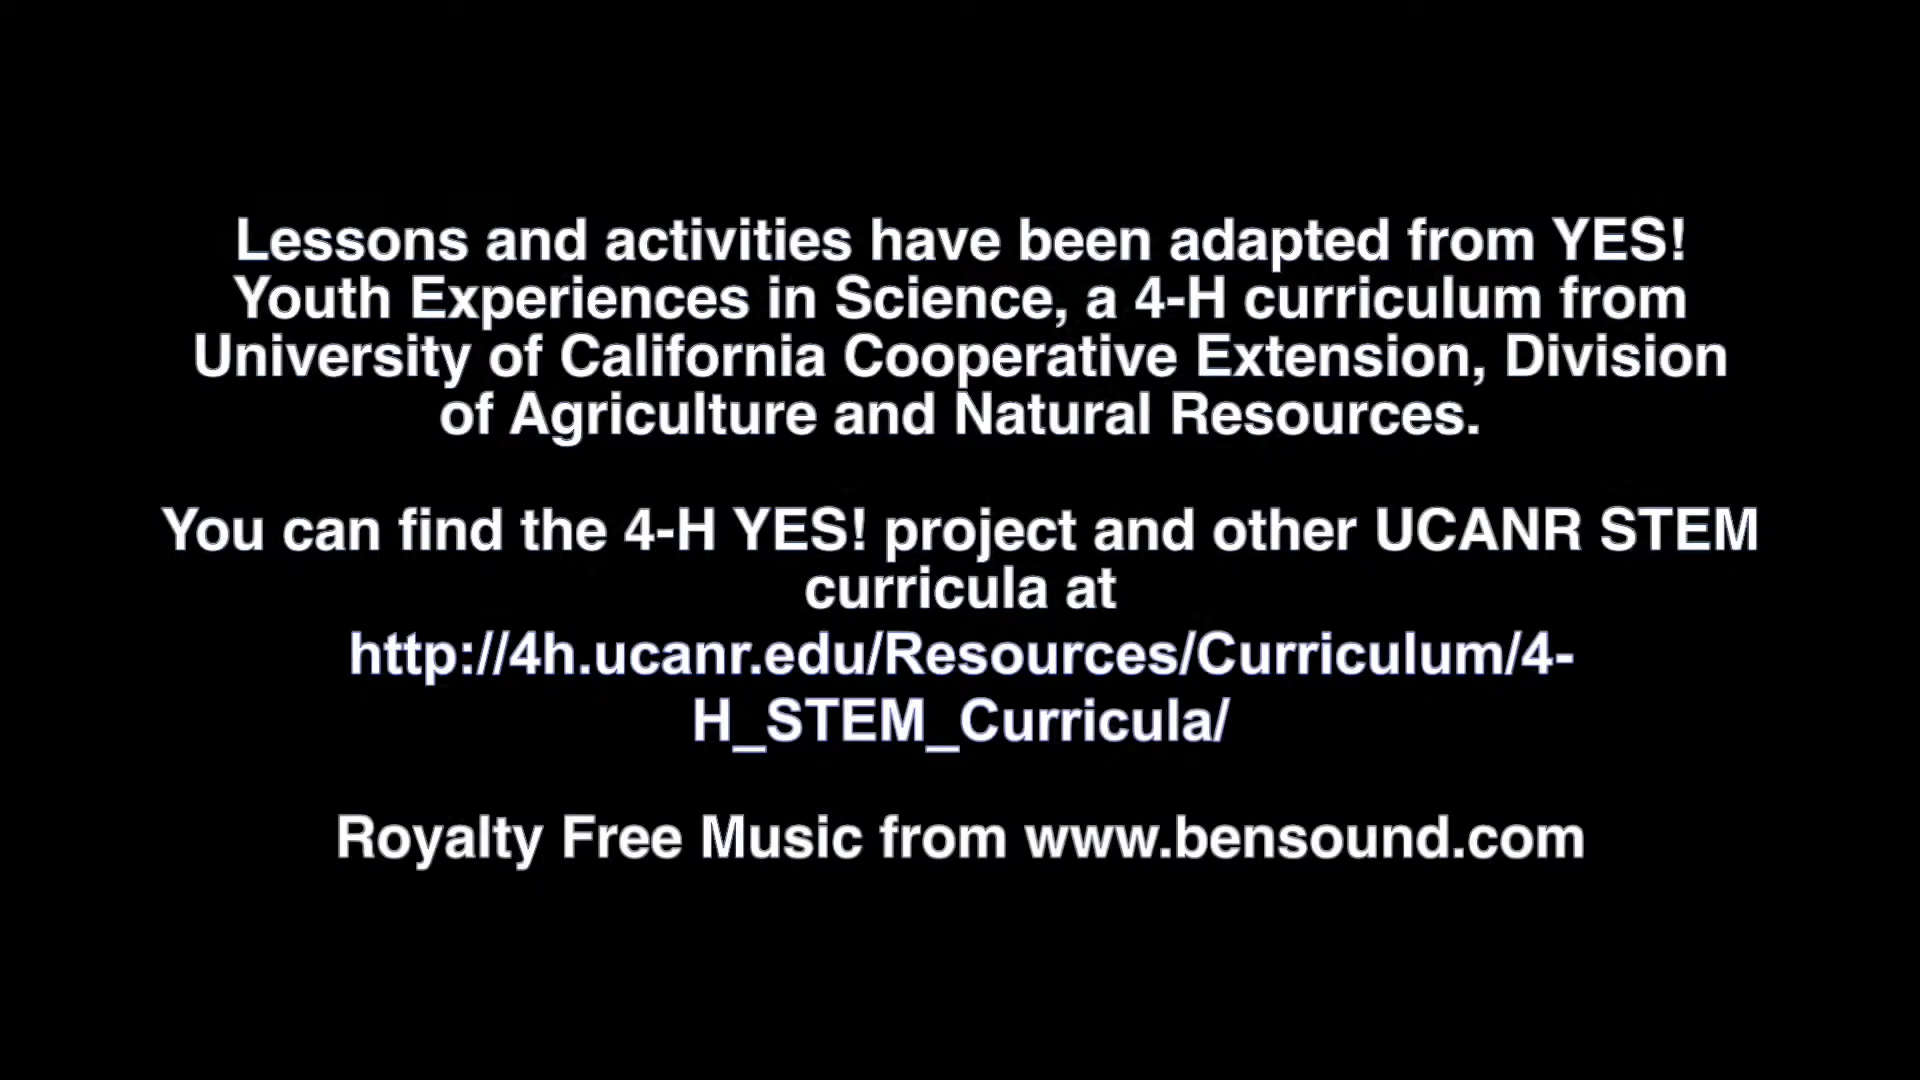 Lessons and activities have been adapted from YES!
Youth Experiences in Science, a 4-H curriculum from
University of California Cooperative Extension, Division
of Agriculture and Natural Resources.
You can find the 4-H YES! project and other UCANR STEM
curricula at
http://4h.ucanr.edu/Resources/Curriculum/4-
H_STEM_Curricula/
Royalty Free Music from www.bensound.com